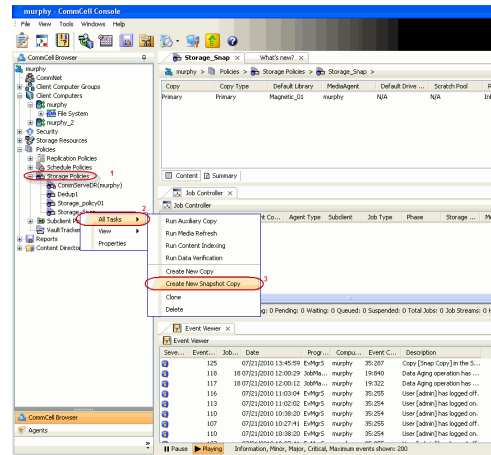 murphy - CommCell Console
File View Tools Windows Help
CommCell Browser
murphy
CommNet
Client Computer Groups
Client Computers
murphy
File System
murphy_2
Security
Storage Resources
Policies
Replication Policies
Schedule Policies
Storage Policies
1
CommServeDR(murphy)
Dedup1
Storage_policy01
Storage_Snap
Subclient P
VaultTracker
Reports
Content Director
CommCell Browser
Agents
2
All Tasks
View
Properties
Run Auxiliary Copy
Run Media Refresh
Run Content Indexing
Run Data Verification
Create New Copy
Create New Snapshot Copy
3
Clone
Delete
Storage_Snap × What's new? ×
murphy > Policies > Storage Policies > Storage_Snap >
Copy Copy Type Default Library MediaAgent Default Drive ... Scratch Pool R
Primary Primary Magnetic_01 murphy N/A N/A Inf
Content Summary
Job Controller ×
Job Controller
nt Co... Agent Type Subclient Job Type Phase Storage ... Me
g: 0 Pending: 0 Waiting: 0 Queued: 0 Suspended: 0 Total Jobs: 0 Job Streams: 0 H
Event Viewer ×
Event Viewer
Seve... Event... Job... Date Progr... Compu... Event C... Description
125 07/21/2010 13:45:59 EvMgrS murphy 35:287 Copy [Snap Copy] in the S...
118 18 07/21/2010 12:00:29 JobMa... murphy 19:840 Data Aging operation has ...
117 18 07/21/2010 12:00:12 JobMa... murphy 19:322 Data Aging operation has ...
116 07/21/2010 11:03:04 EvMgrS murphy 35:255 User [admin] has logged off.
113 07/21/2010 11:02:02 EvMgrS murphy 35:254 User [admin] has logged on.
110 07/21/2010 10:38:20 EvMgrS murphy 35:254 User [admin] has logged on.
107 07/21/2010 10:27:41 EvMgrS murphy 35:255 User [admin] has logged off.
110 07/21/2010 10:38:20 EvMgrS murphy 35:254 User [admin] has logged on.
Pause Playing Information, Minor, Major, Critical, Maximum events shown: 200